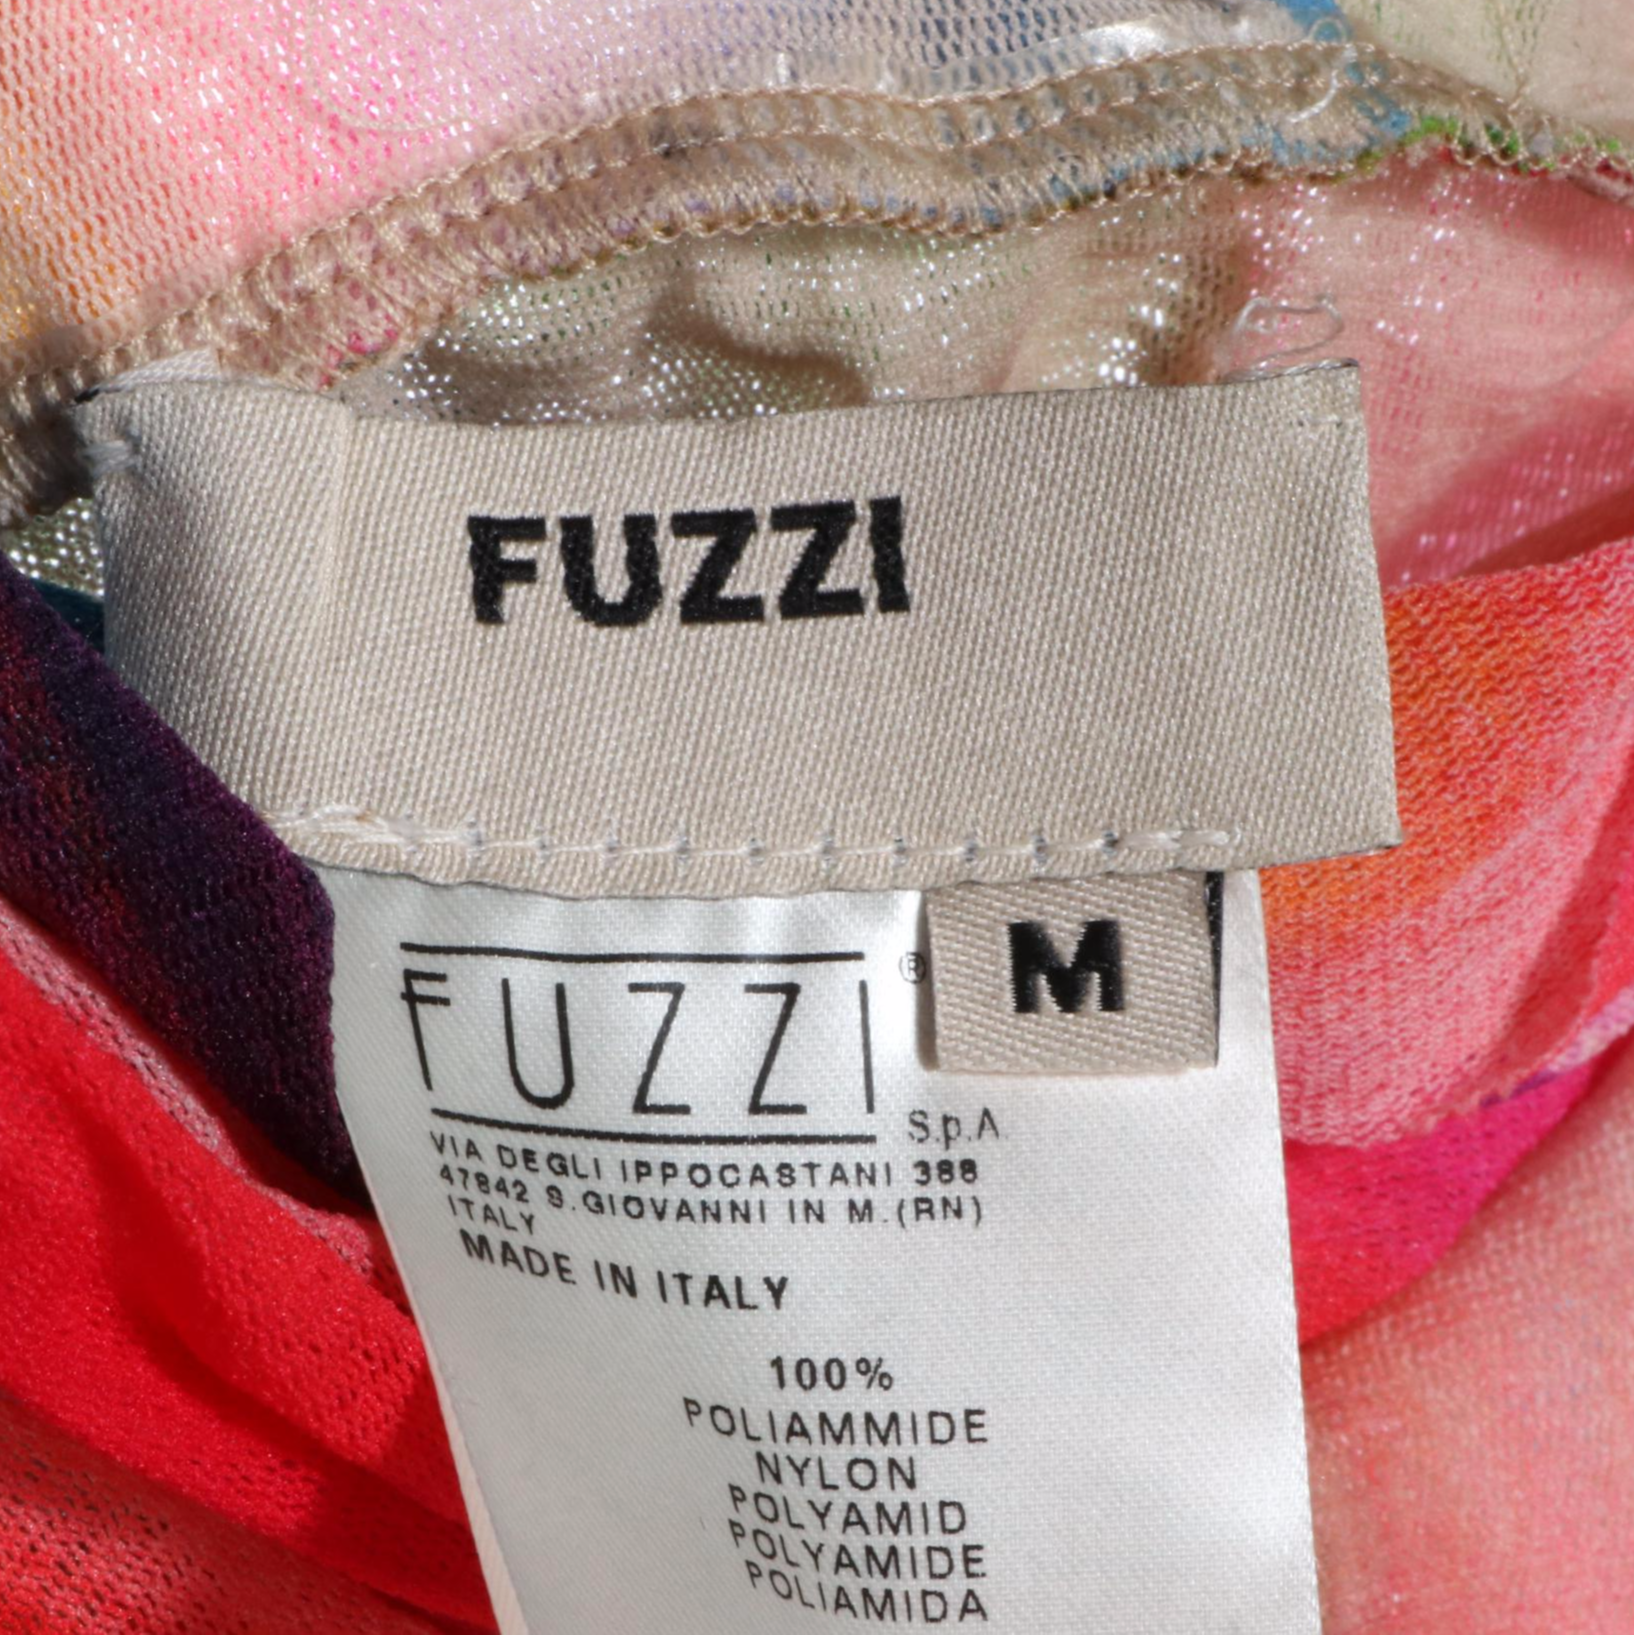 FUZZI
M
FUZZI®
S.p.A.
VIA DEGLI IPPOCASTANI 388
47842 S.GIOVANNI IN M.(RN)
ITALY
MADE IN ITALY
100%
POLIAMMIDE
NYLON
POLYAMID
POLYAMIDE
POLIAMIDA